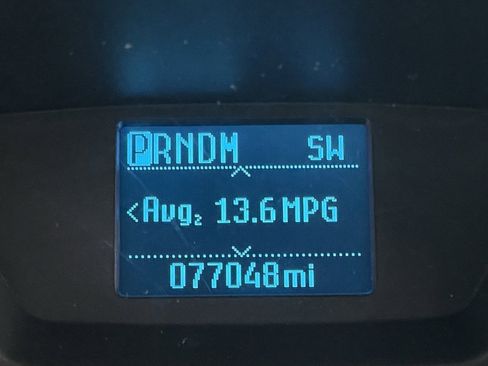 PRNDM SW
<Avg2 13.6 MPG
077048mi